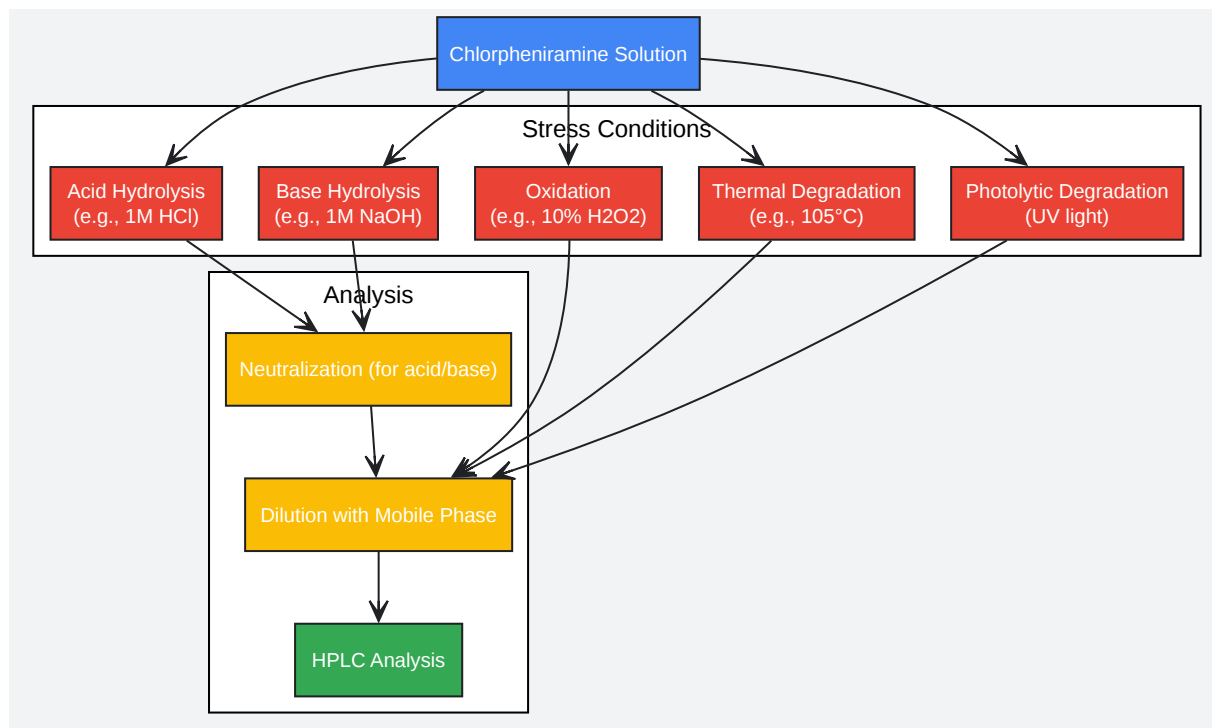 Chlorpheniramine Solution
Stress Conditions
Acid Hydrolysis
(e.g., 1M HCl)
Base Hydrolysis
(e.g., 1M NaOH)
Oxidation
(e.g., 10% H2O2)
Thermal Degradation
(e.g., 105°C)
Photolytic Degradation
(UV light)
Analysis
Neutralization (for acid/base)
Dilution with Mobile Phase
HPLC Analysis